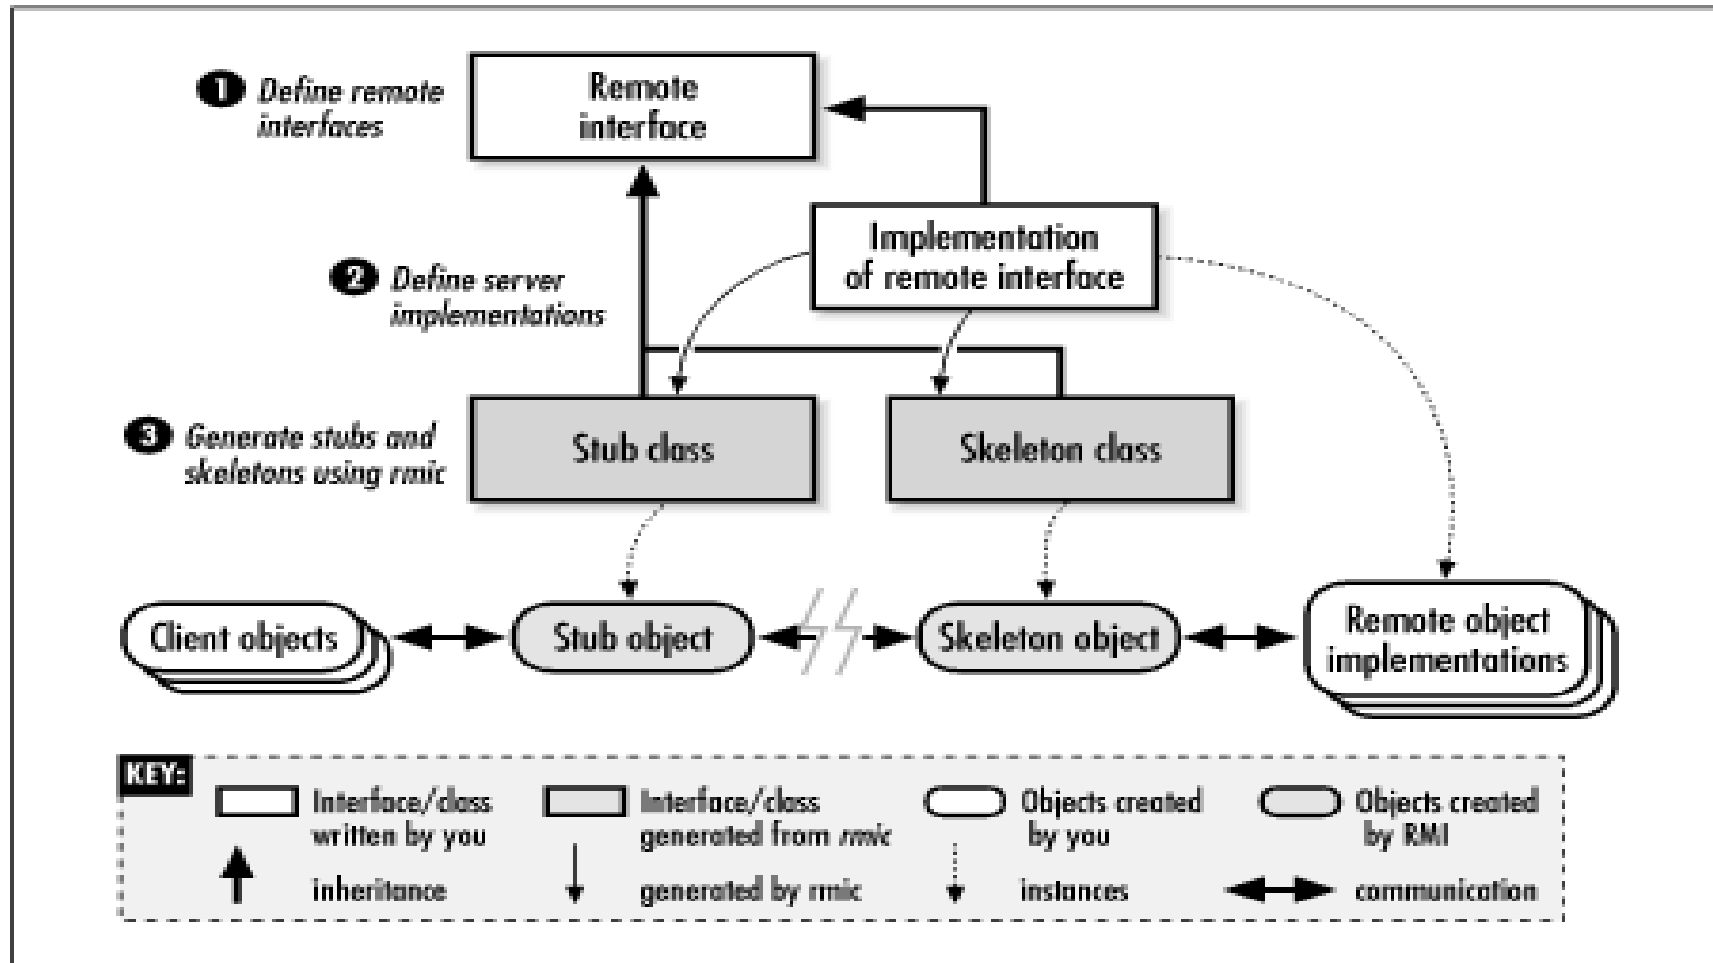 1 Define remote
interfaces
Remote
interface
Implementation
of remote interface
2 Define server
implementations
3 Generate stubs and
skeletons using rmic
Stub class
Skeleton class
Client objects
Stub object
Skeleton object
Remote object
implementations
KEY:
Interface/class
written by you
Interface/class
generated from rmic
Objects created
by you
Objects created
by RMI
inheritance
generated by rmic
instances
communication